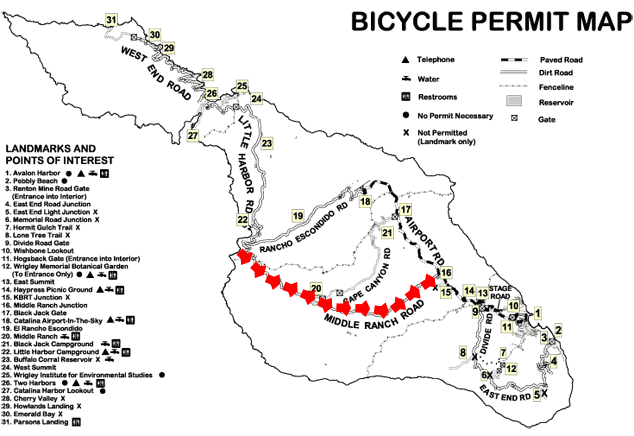 BICYCLE PERMIT MAP
Telephone
Water
Restrooms
No Permit Necessary
X Not Permitted
(Landmark only)
Paved Road
Dirt Road
Fenceline
Reservoir
Gate
31
30
29
WEST END ROAD
28
26
25
24
27
LITTLE HARBOR RD
23
22
19
RANCHO ESCONDIDO RD
18
17
21
AIRPORT RD
CAPE CANYON RD
20
MIDDLE RANCH ROAD
16
15
14
13
STAGE
ROAD
9
10
11
1
2
3
DIVIDE RD
8
7
12
4
6X
EAST END RD
5X
LANDMARKS AND
POINTS OF INTEREST
1. Avalon Harbor
2. Pebbly Beach
3. Renton Mine Road Gate
(Entrance into Interior)
4. East End Road Junction
5. East End Light Junction X
6. Memorial Road Junction X
7. Hermit Gulch Trail X
8. Lone Tree Trail X
9. Divide Road Gate
10. Wishbone Lookout
11. Hogsback Gate (Entrance into Interior)
12. Wrigley Memorial Botanical Garden
(To Entrance Only)
13. East Summit
14. Haypress Picnic Ground
15. KBRT Junction X
16. Middle Ranch Junction
17. Black Jack Gate
18. Catalina Airport-In-The-Sky
19. El Rancho Escondido
20. Middle Ranch
21. Black Jack Campground
22. Little Harbor Campground
23. Buffalo Corral Reservoir X
24. West Summit
25. Wrigley Institute for Environmental Studies
26. Two Harbors
27. Catalina Harbor Lookout
28. Cherry Valley X
29. Howlands Landing X
30. Emerald Bay X
31. Parsons Landing